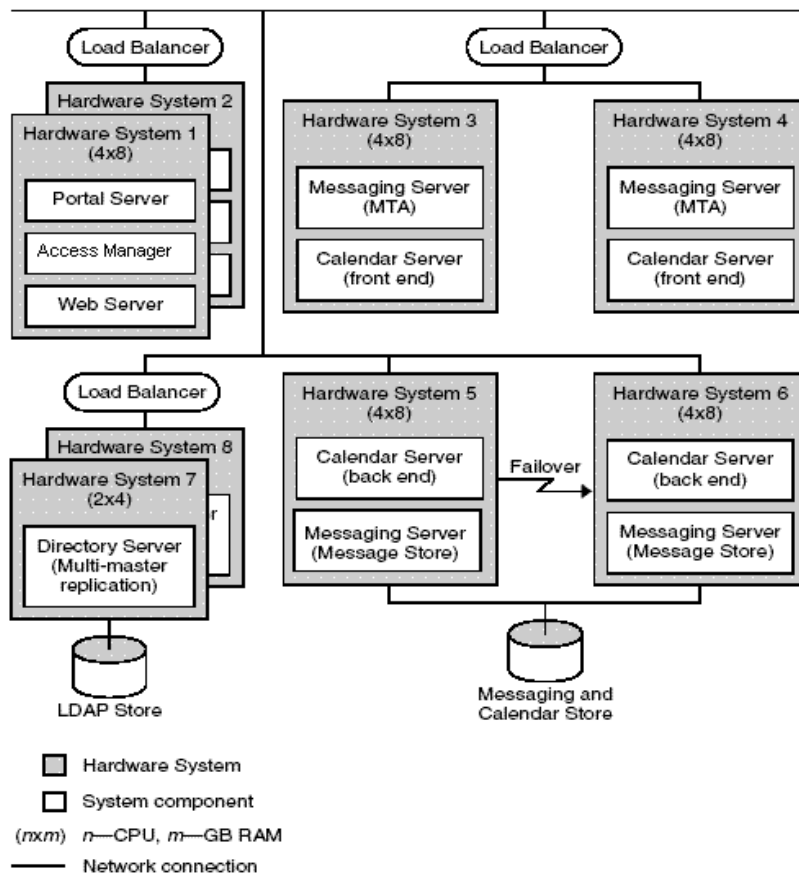 Load Balancer
Load Balancer
Hardware System 2
Hardware System 1
(4x8)
Portal Server
Access Manager
Web Server
Hardware System 3
(4x8)
Messaging Server
(MTA)
Calendar Server
(front end)
Hardware System 4
(4x8)
Messaging Server
(MTA)
Calendar Server
(front end)
Load Balancer
Hardware System 8
Hardware System 7
(2x4)
Directory Server
(Multi-master
replication)
LDAP Store
Hardware System 5
(4x8)
Calendar Server
(back end)
Messaging Server
(Message Store)
Failover
Hardware System 6
(4x8)
Calendar Server
(back end)
Messaging Server
(Message Store)
Messaging and
Calendar Store
Hardware System
System component
(nxm) n—CPU, m—GB RAM
Network connection